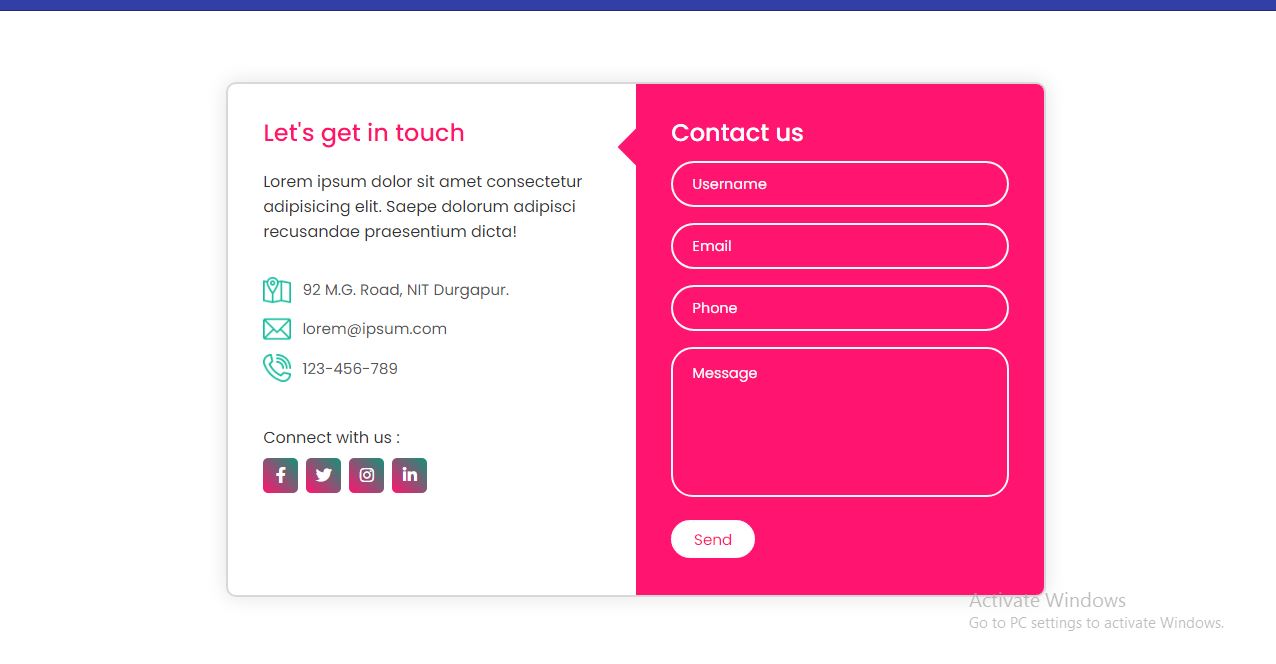 Let's get in touch
Lorem ipsum dolor sit amet consectetur
adipisicing elit. Saepe dolorum adipisci
recusandae praesentium dicta!
92 M.G. Road, NIT Durgapur.
lorem@ipsum.com
123-456-789
Connect with us :
Contact us
Username
Email
Phone
Message
Send
Activate Windows
Go to PC settings to activate Windows.